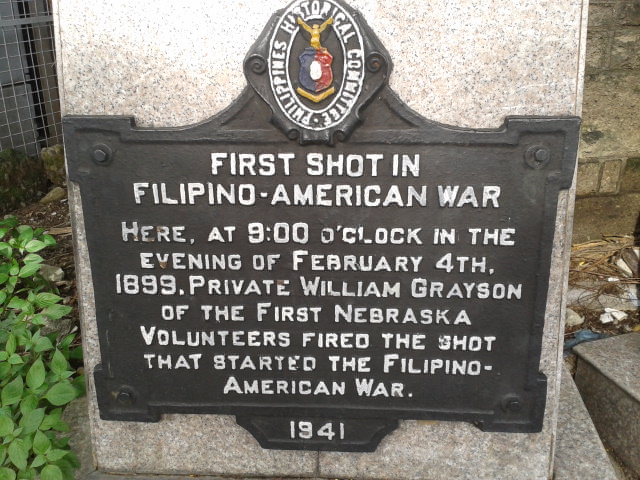 PHILIPPINES HISTORICAL COMMITTEE
FIRST SHOT IN
FILIPINO-AMERICAN WAR
HERE, AT 9:00 O'CLOCK IN THE
EVENING OF FEBRUARY 4TH,
1899, PRIVATE WILLIAM GRAYSON
OF THE FIRST NEBRASKA
VOLUNTEERS FIRED THE SHOT
THAT STARTED THE FILIPINO-
AMERICAN WAR.
1941